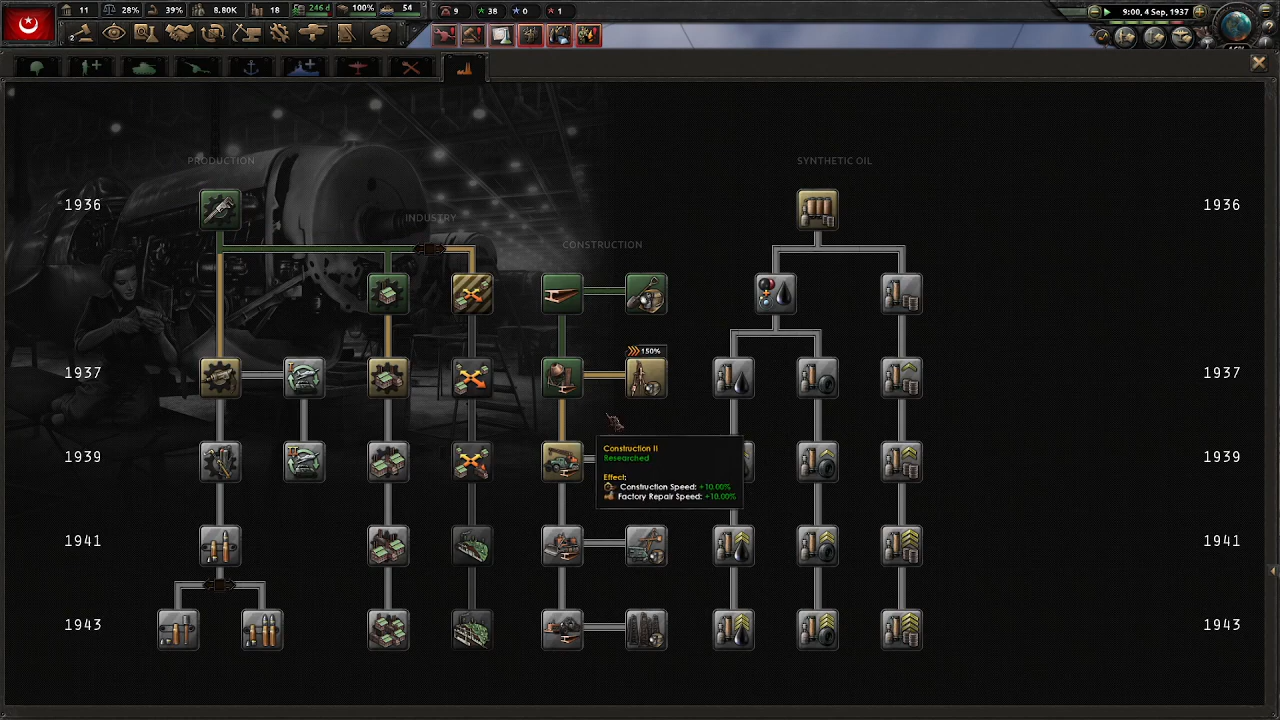 11 28% 39% 8.80K 18 246 d 100% 54 9 38 0 1 9:00, 4 Sep, 1937
2
PRODUCTION
SYNTHETIC OIL
1936
1936
INDUSTRY
CONSTRUCTION
150%
1937
1937
Construction II
Researched
1939
1939
Effect:
Construction Speed: +10.00%
Factory Repair Speed: +10.00%
1941
1941
1943
1943